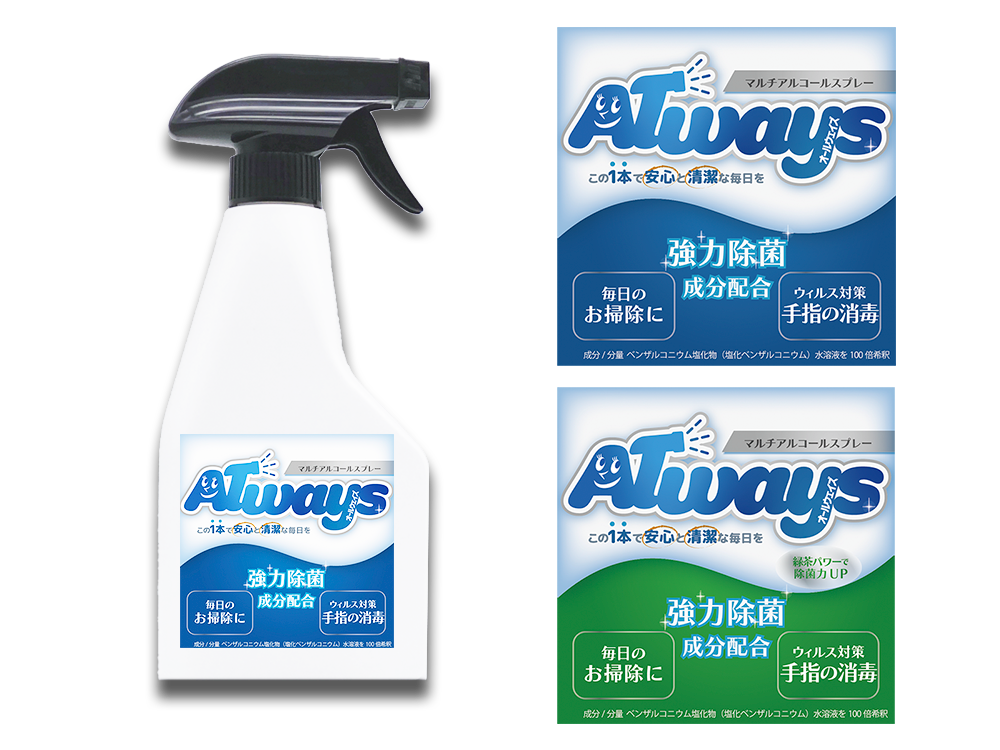 マルチアルコールスプレー
ALways
オールウェイズ
この1本で安心と清潔な毎日を
強力除菌
成分配合
毎日の
お掃除に
ウィルス対策
手指の消毒
成分/分量 ベンザルコニウム塩化物（塩化ベンザルコニウム）水溶液を100倍希釈
マルチアルコールスプレー
ALways
オールウェイズ
この1本で安心と清潔な毎日を
強力除菌
成分配合
毎日の
お掃除に
ウィルス対策
手指の消毒
成分/分量 ベンザルコニウム塩化物（塩化ベンザルコニウム）水溶液を100倍希釈
マルチアルコールスプレー
ALways
オールウェイズ
この1本で安心と清潔な毎日を
緑茶パワーで
除菌力UP
強力除菌
成分配合
毎日の
お掃除に
ウィルス対策
手指の消毒
成分/分量 ベンザルコニウム塩化物（塩化ベンザルコニウム）水溶液を100倍希釈